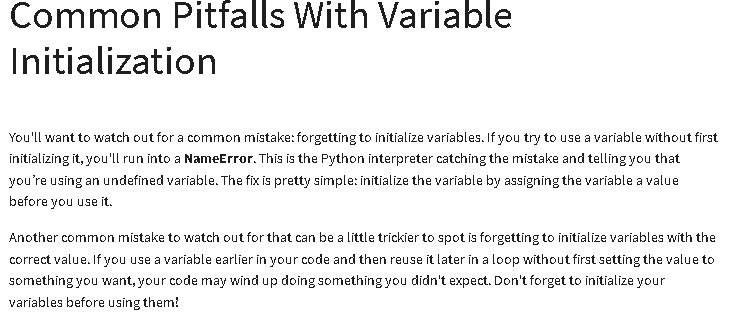 Common Pitfalls With Variable
Initialization
You'll want to watch out for a common mistake: forgetting to initialize variables. If you try to use a variable without first
initializing it, you'll run into a NameError. This is the Python interpreter catching the mistake and telling you that
you’re using an undefined variable. The fix is pretty simple: initialize the variable by assigning the variable a value
before you use it.
Another common mistake to watch out for that can be a little trickier to spot is forgetting to initialize variables with the
correct value. If you use a variable earlier in your code and then reuse it later in a loop without first setting the value to
something you want, your code may wind up doing something you didn't expect. Don't forget to initialize your
variables before using them!